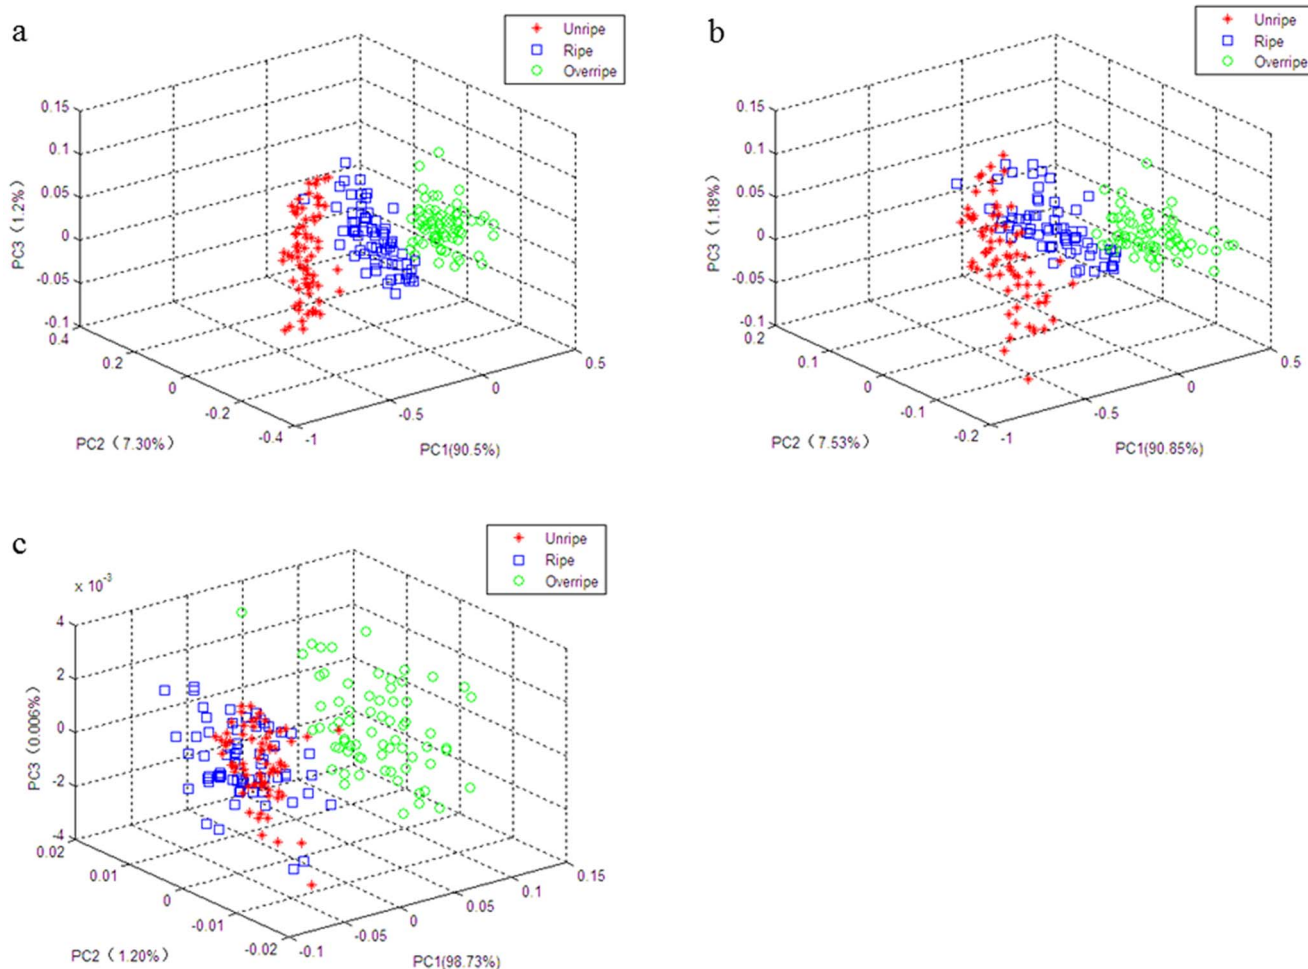 a
Unripe
Ripe
Overripe
0.15
0.1
0.05
0
-0.05
-0.1
PC3 (1.2%)
0.4
0.2
0
-0.2
-0.4
PC2 (7.30%)
-1
-0.5
0
0.5
PC1(90.5%)
b
Unripe
Ripe
Overripe
0.15
0.1
0.05
0
-0.05
-0.1
PC3 (1.18%)
0.2
0.1
0
-0.1
-0.2
PC2 (7.53%)
-1
-0.5
0
0.5
PC1(90.85%)
c
Unripe
Ripe
Overripe
x 10-3
4
2
0
-2
-4
PC3 (0.006%)
0.02
0.01
0
-0.01
-0.02
PC2 (1.20%)
-0.1
-0.05
0
0.05
0.1
0.15
PC1(98.73%)